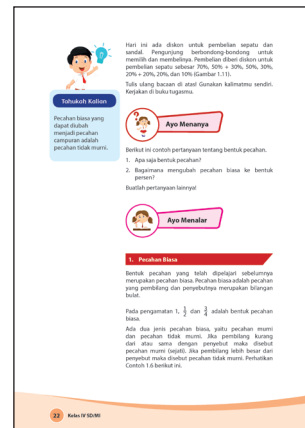 Hari ini ada diskon untuk pembelian sepatu dan
sandal. Pengunjung berbondong-bondong untuk
memilih dan membelinya. Pembelian diberi diskon untuk
pembelian sepatu sebesar 70%, 50% + 30%, 50%, 30%,
20% + 20%, 20%, dan 10% (Gambar 1.11).
Tulis ulang bacaan di atas! Gunakan kalimatmu sendiri.
Kerjakan di buku-tugasmu.
Tahukah Kalian
Pecahan biasa yang
dapat diubah
menjadi pecahan
campuran adalah
pecahan tidak murni.
Ayo Menanya
Berikut ini contoh pertanyaan tentang bentuk pecahan.
1. Apa saja bentuk pecahan?
2. Bagaimana mengubah pecahan biasa ke bentuk
persen?
Buatlah pertanyaan lainnya!
Ayo Menalar
1. Pecahan Biasa
Bentuk pecahan yang telah dipelajari sebelumnya
merupakan pecahan biasa. Pecahan biasa adalah pecahan
yang pembilang dan penyebutnya merupakan bilangan
bulat.
Pada pengamatan 1, 1/2 dan 3/4 adalah bentuk pecahan
biasa.
Ada dua jenis pecahan biasa, yaitu pecahan murni
dan pecahan tidak murni. Jika pembilang kurang
dari atau sama dengan penyebut maka disebut
pecahan murni (sejati). Jika pembilang lebih besar dari
penyebut maka disebut pecahan tidak murni. Perhatikan
Contoh 1.6 berikut ini.
22 Kelas IV SD/MI